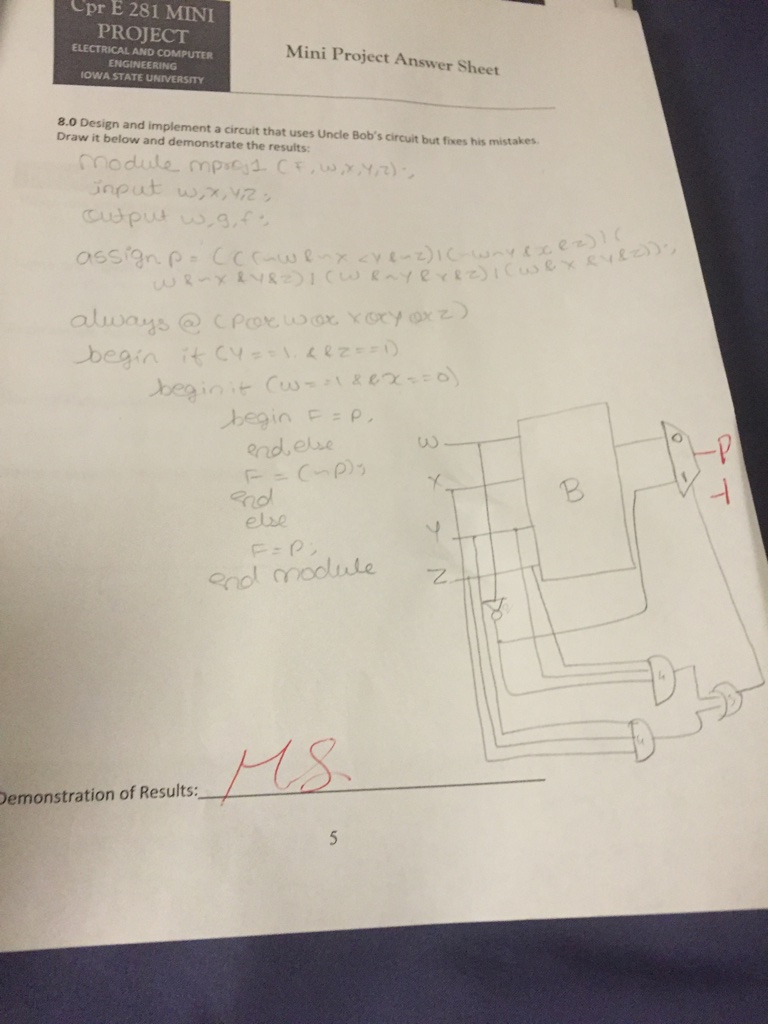 Cpr E 281 MINI
PROJECT
ELECTRICAL AND COMPUTER
ENGINEERING
IOWA STATE UNIVERSITY
Mini Project Answer Sheet
8.0 Design and implement a circuit that uses Uncle Bob's circuit but fixes his mistakes.
Draw it below and demonstrate the results:
module mproj1 (F, w,x,y,z);
input w,x,y,z;
output w,g,f;
assign p = (((~w&~x
w&~x&y&z)|(w&~y&x&z)|(w&x&y&z));
always @ (p or w or x or y or z)
begin if (y==1.&&z==1)
begin if (w==1&&x==0)
begin F = P,
end else
F = (~p);
end
else
F=P;
end module
W
X
Y
Z
B
0
1
P
Demonstration of Results:
MS
5